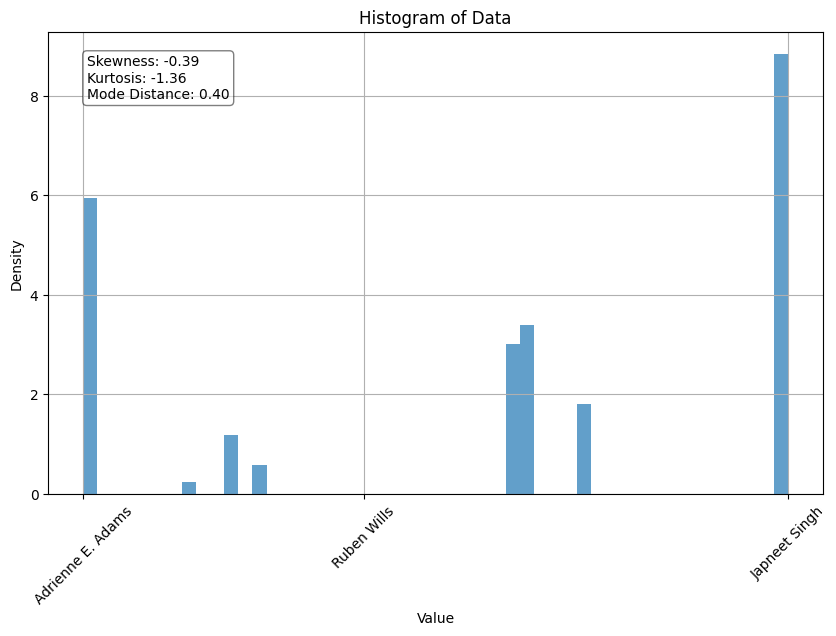 Histogram of Data
Skewness: -0.39
Kurtosis: -1.36
Mode Distance: 0.40
Density
8
6
4
2
0
Adrienne E. Adams
Ruben Wills
Japneet Singh
Value